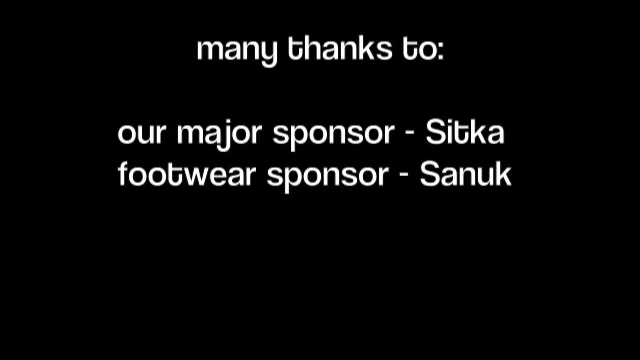 many thanks to:
our major sponsor - Sitka
footwear sponsor - Sanuk